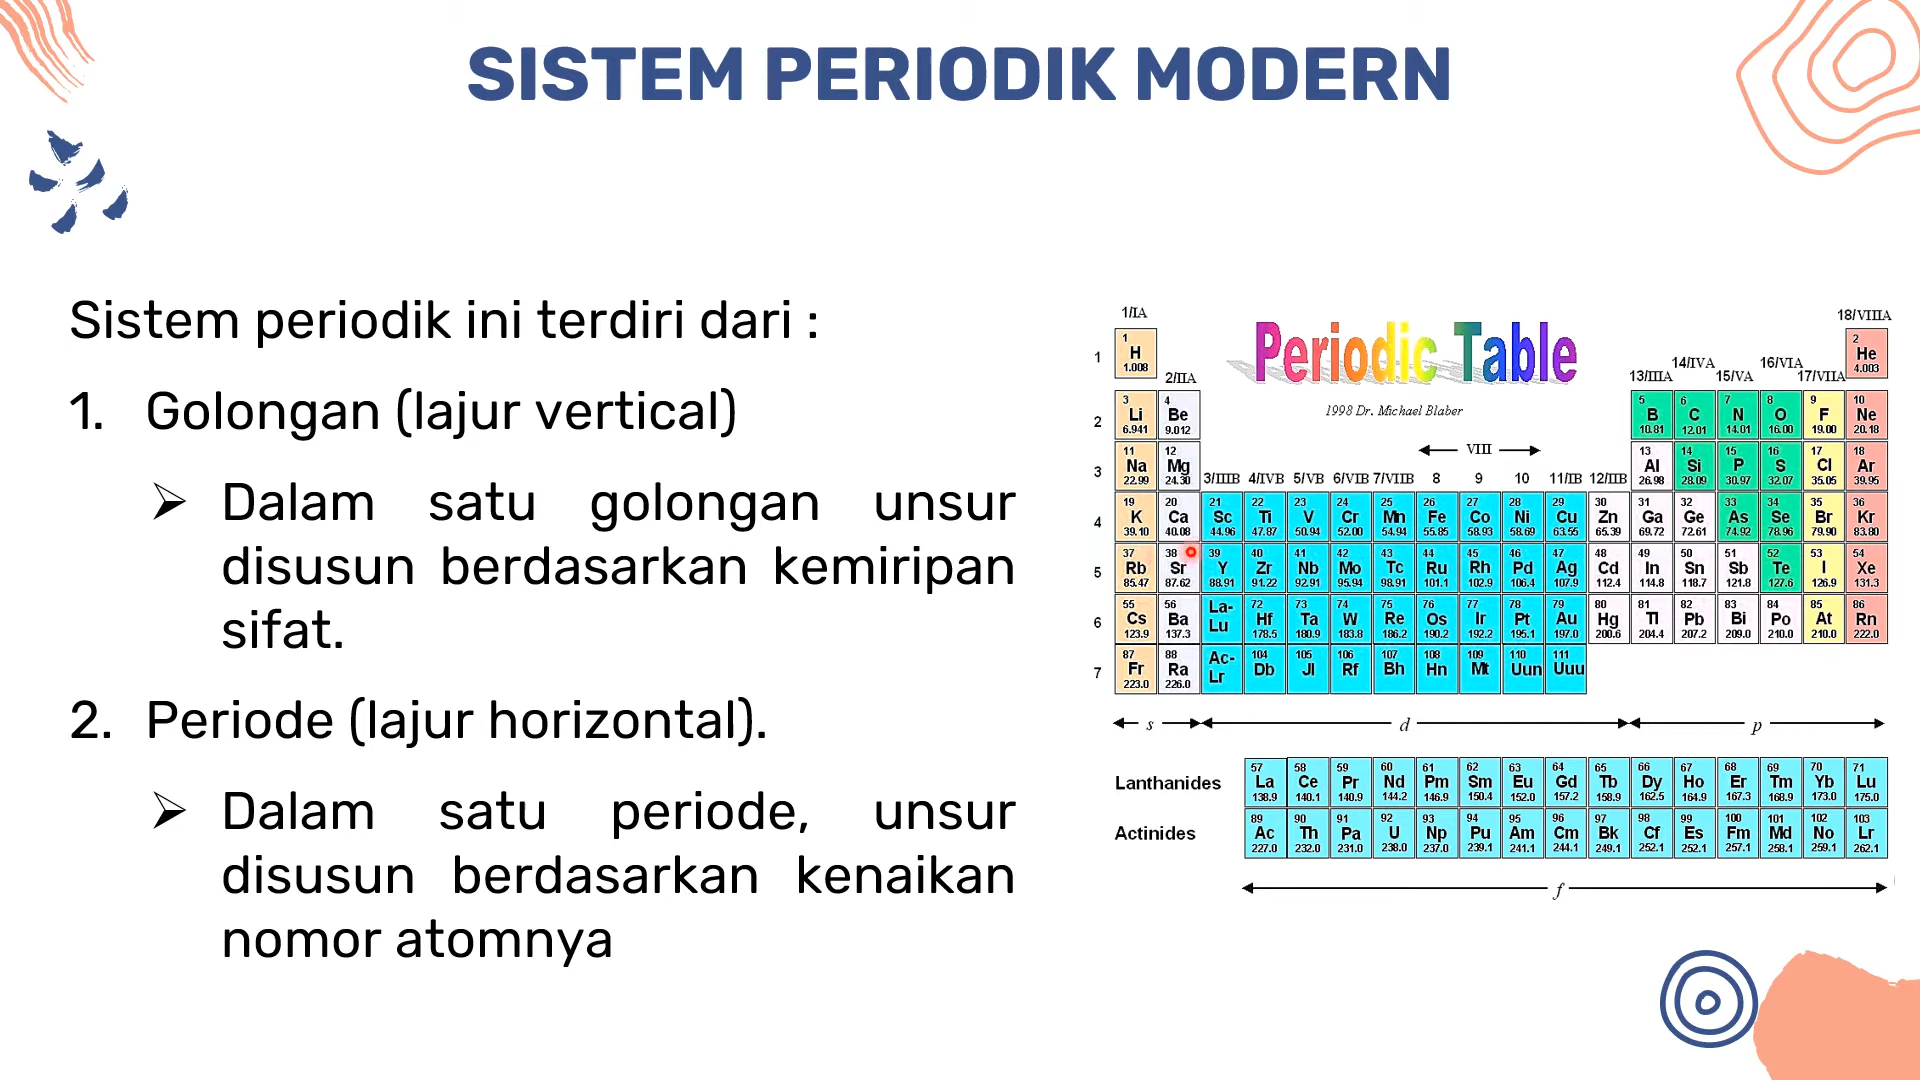 SISTEM PERIODIK MODERN
Sistem periodik ini terdiri dari :
1. Golongan (lajur vertical)
➢ Dalam satu golongan unsur
disusun berdasarkan kemiripan
sifat.
2. Periode (lajur horizontal).
➢ Dalam satu periode, unsur
disusun berdasarkan kenaikan
nomor atomnya
Periodic Table
1998 Dr. Michael Blaber
1/IA 18/VIIIA
2/IIA 13/IIIA 14/IVA 15/VA 16/VIA 17/VIIA
VIII
3/IIIB 4/IVB 5/VB 6/VIB 7/VIIB 8 9 10 11/IB 12/IIB
1
1 2
H He
1.008 4.003
2
3 4 5 6 7 8 9 10
Li Be B C N O F Ne
6.941 9.012 10.81 12.01 14.01 16.00 19.00 20.18
3
11 12 13 14 15 16 17 18
Na Mg Al Si P S Cl Ar
22.99 24.30 26.98 28.09 30.97 32.07 35.05 39.95
4
19 20 21 22 23 24 25 26 27 28 29 30 31 32 33 34 35 36
K Ca Sc Ti V Cr Mn Fe Co Ni Cu Zn Ga Ge As Se Br Kr
39.10 40.08 44.96 47.87 50.94 52.00 54.94 55.85 58.93 58.69 63.55 65.39 69.72 72.61 74.92 78.96 79.90 83.80
5
37 38 39 40 41 42 43 44 45 46 47 48 49 50 51 52 53 54
Rb Sr Y Zr Nb Mo Tc Ru Rh Pd Ag Cd In Sn Sb Te I Xe
85.47 87.62 88.91 91.22 92.91 95.94 98.91 101.1 102.9 106.4 107.9 112.4 114.8 118.7 121.8 127.6 126.9 131.3
6
55 56 La-Lu 72 73 74 75 76 77 78 79 80 81 82 83 84 85 86
Cs Ba Hf Ta W Re Os Ir Pt Au Hg Tl Pb Bi Po At Rn
123.9 137.3 178.5 180.9 183.8 186.2 190.2 192.2 195.1 197.0 200.6 204.4 207.2 209.0 210.0 210.0 222.0
7
87 88 Ac-Lr 104 105 106 107 108 109 110 111
Fr Ra Db Jl Rf Bh Hn Mt Uun Uuu
223.0 226.0
s d p
Lanthanides
57 58 59 60 61 62 63 64 65 66 67 68 69 70 71
La Ce Pr Nd Pm Sm Eu Gd Tb Dy Ho Er Tm Yb Lu
138.9 140.1 140.9 144.2 146.9 150.4 152.0 157.2 158.9 162.5 164.9 167.3 168.9 173.0 175.0
Actinides
89 90 91 92 93 94 95 96 97 98 99 100 101 102 103
Ac Th Pa U Np Pu Am Cm Bk Cf Es Fm Md No Lr
227.0 232.0 231.0 238.0 237.0 239.1 241.1 244.1 249.1 252.1 252.1 257.1 258.1 259.1 262.1
f